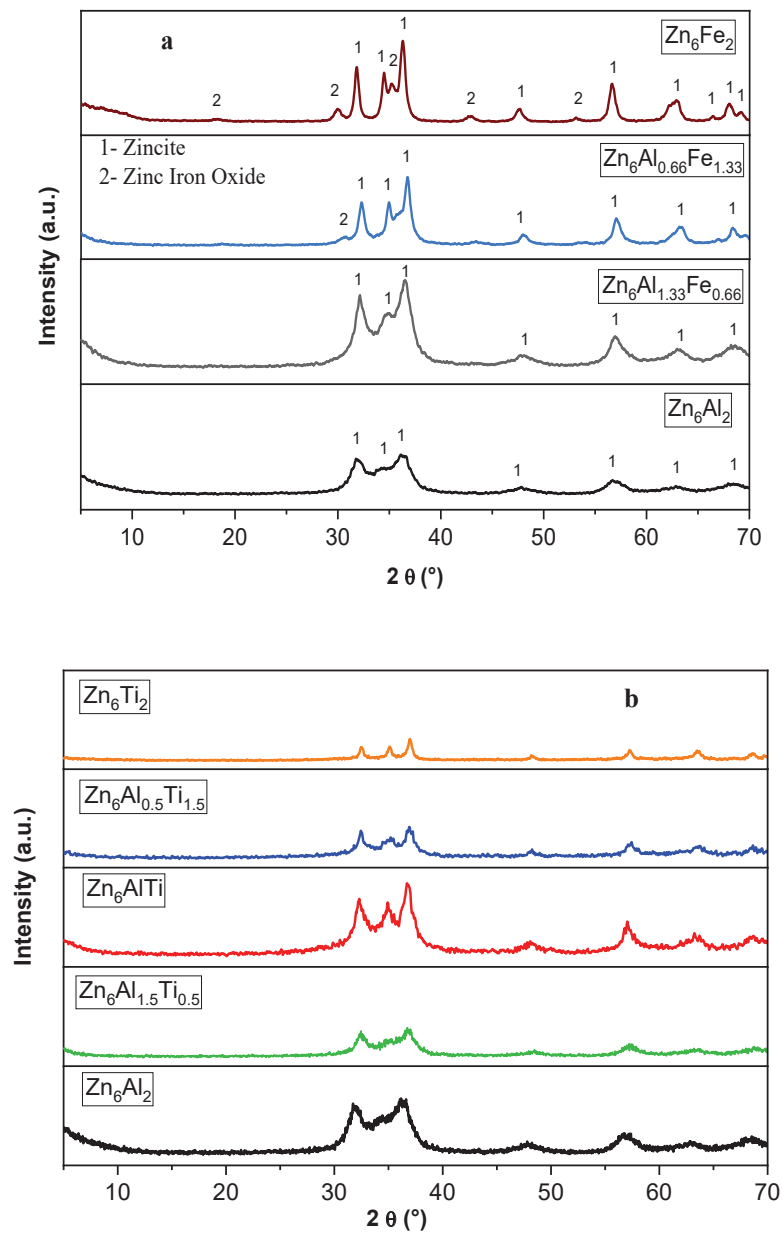 a
Zn6Fe2
1 1 2 1 1 1 1 1 1
2 2 2 2
1- Zincite
2- Zinc Iron Oxide
Zn6Al0.66Fe1.33
2 1 1 1 1 1 1 1
Zn6Al1.33Fe0.66
1 1 1 1 1 1 1
Zn6Al2
1 1 1 1 1 1 1
Intensity (a.u.)
10 20 30 40 50 60 70
2 θ (°)
Zn6Ti2
b
Zn6Al0.5Ti1.5
Zn6AlTi
Zn6Al1.5Ti0.5
Zn6Al2
Intensity (a.u.)
10 20 30 40 50 60 70
2 θ (°)